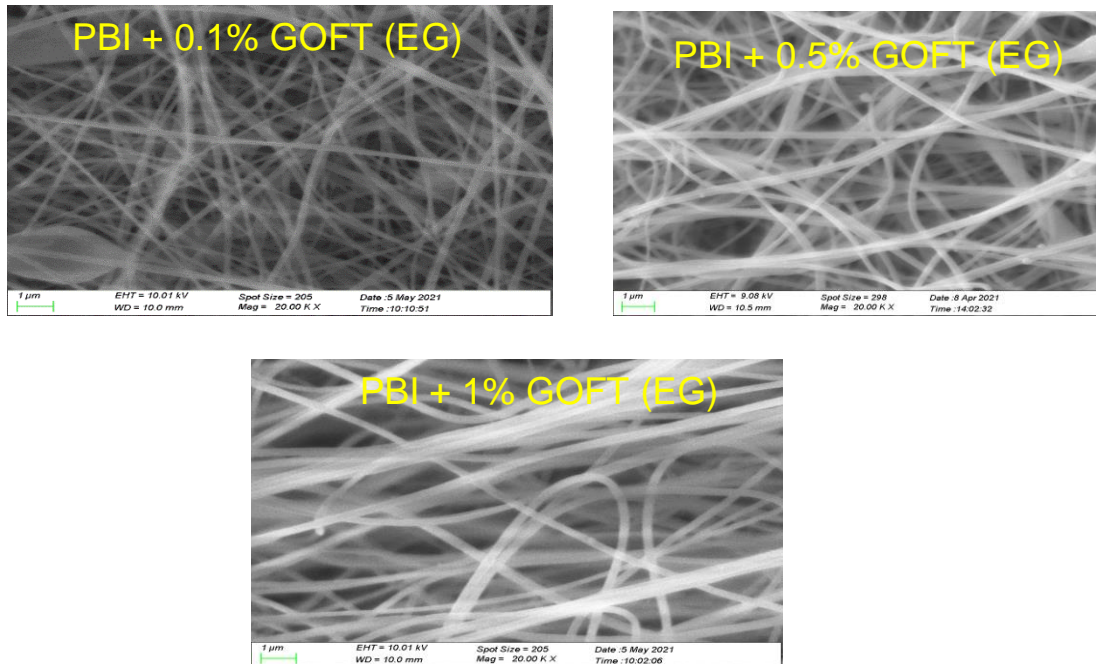 PBI + 0.1% GOFT (EG)
1 µm
EHT = 10.01 kV Spot Size = 205 Date :5 May 2021
WD = 10.0 mm Mag = 20.00 K X Time :10:10:51
PBI + 0.5% GOFT (EG)
1 µm
EHT = 9.08 kV Spot Size = 298 Date :8 Apr 2021
WD = 10.5 mm Mag = 20.00 K X Time :14:02:32
PBI + 1% GOFT (EG)
1 µm
EHT = 10.01 kV Spot Size = 205 Date :5 May 2021
WD = 10.0 mm Mag = 20.00 K X Time :10:02:06